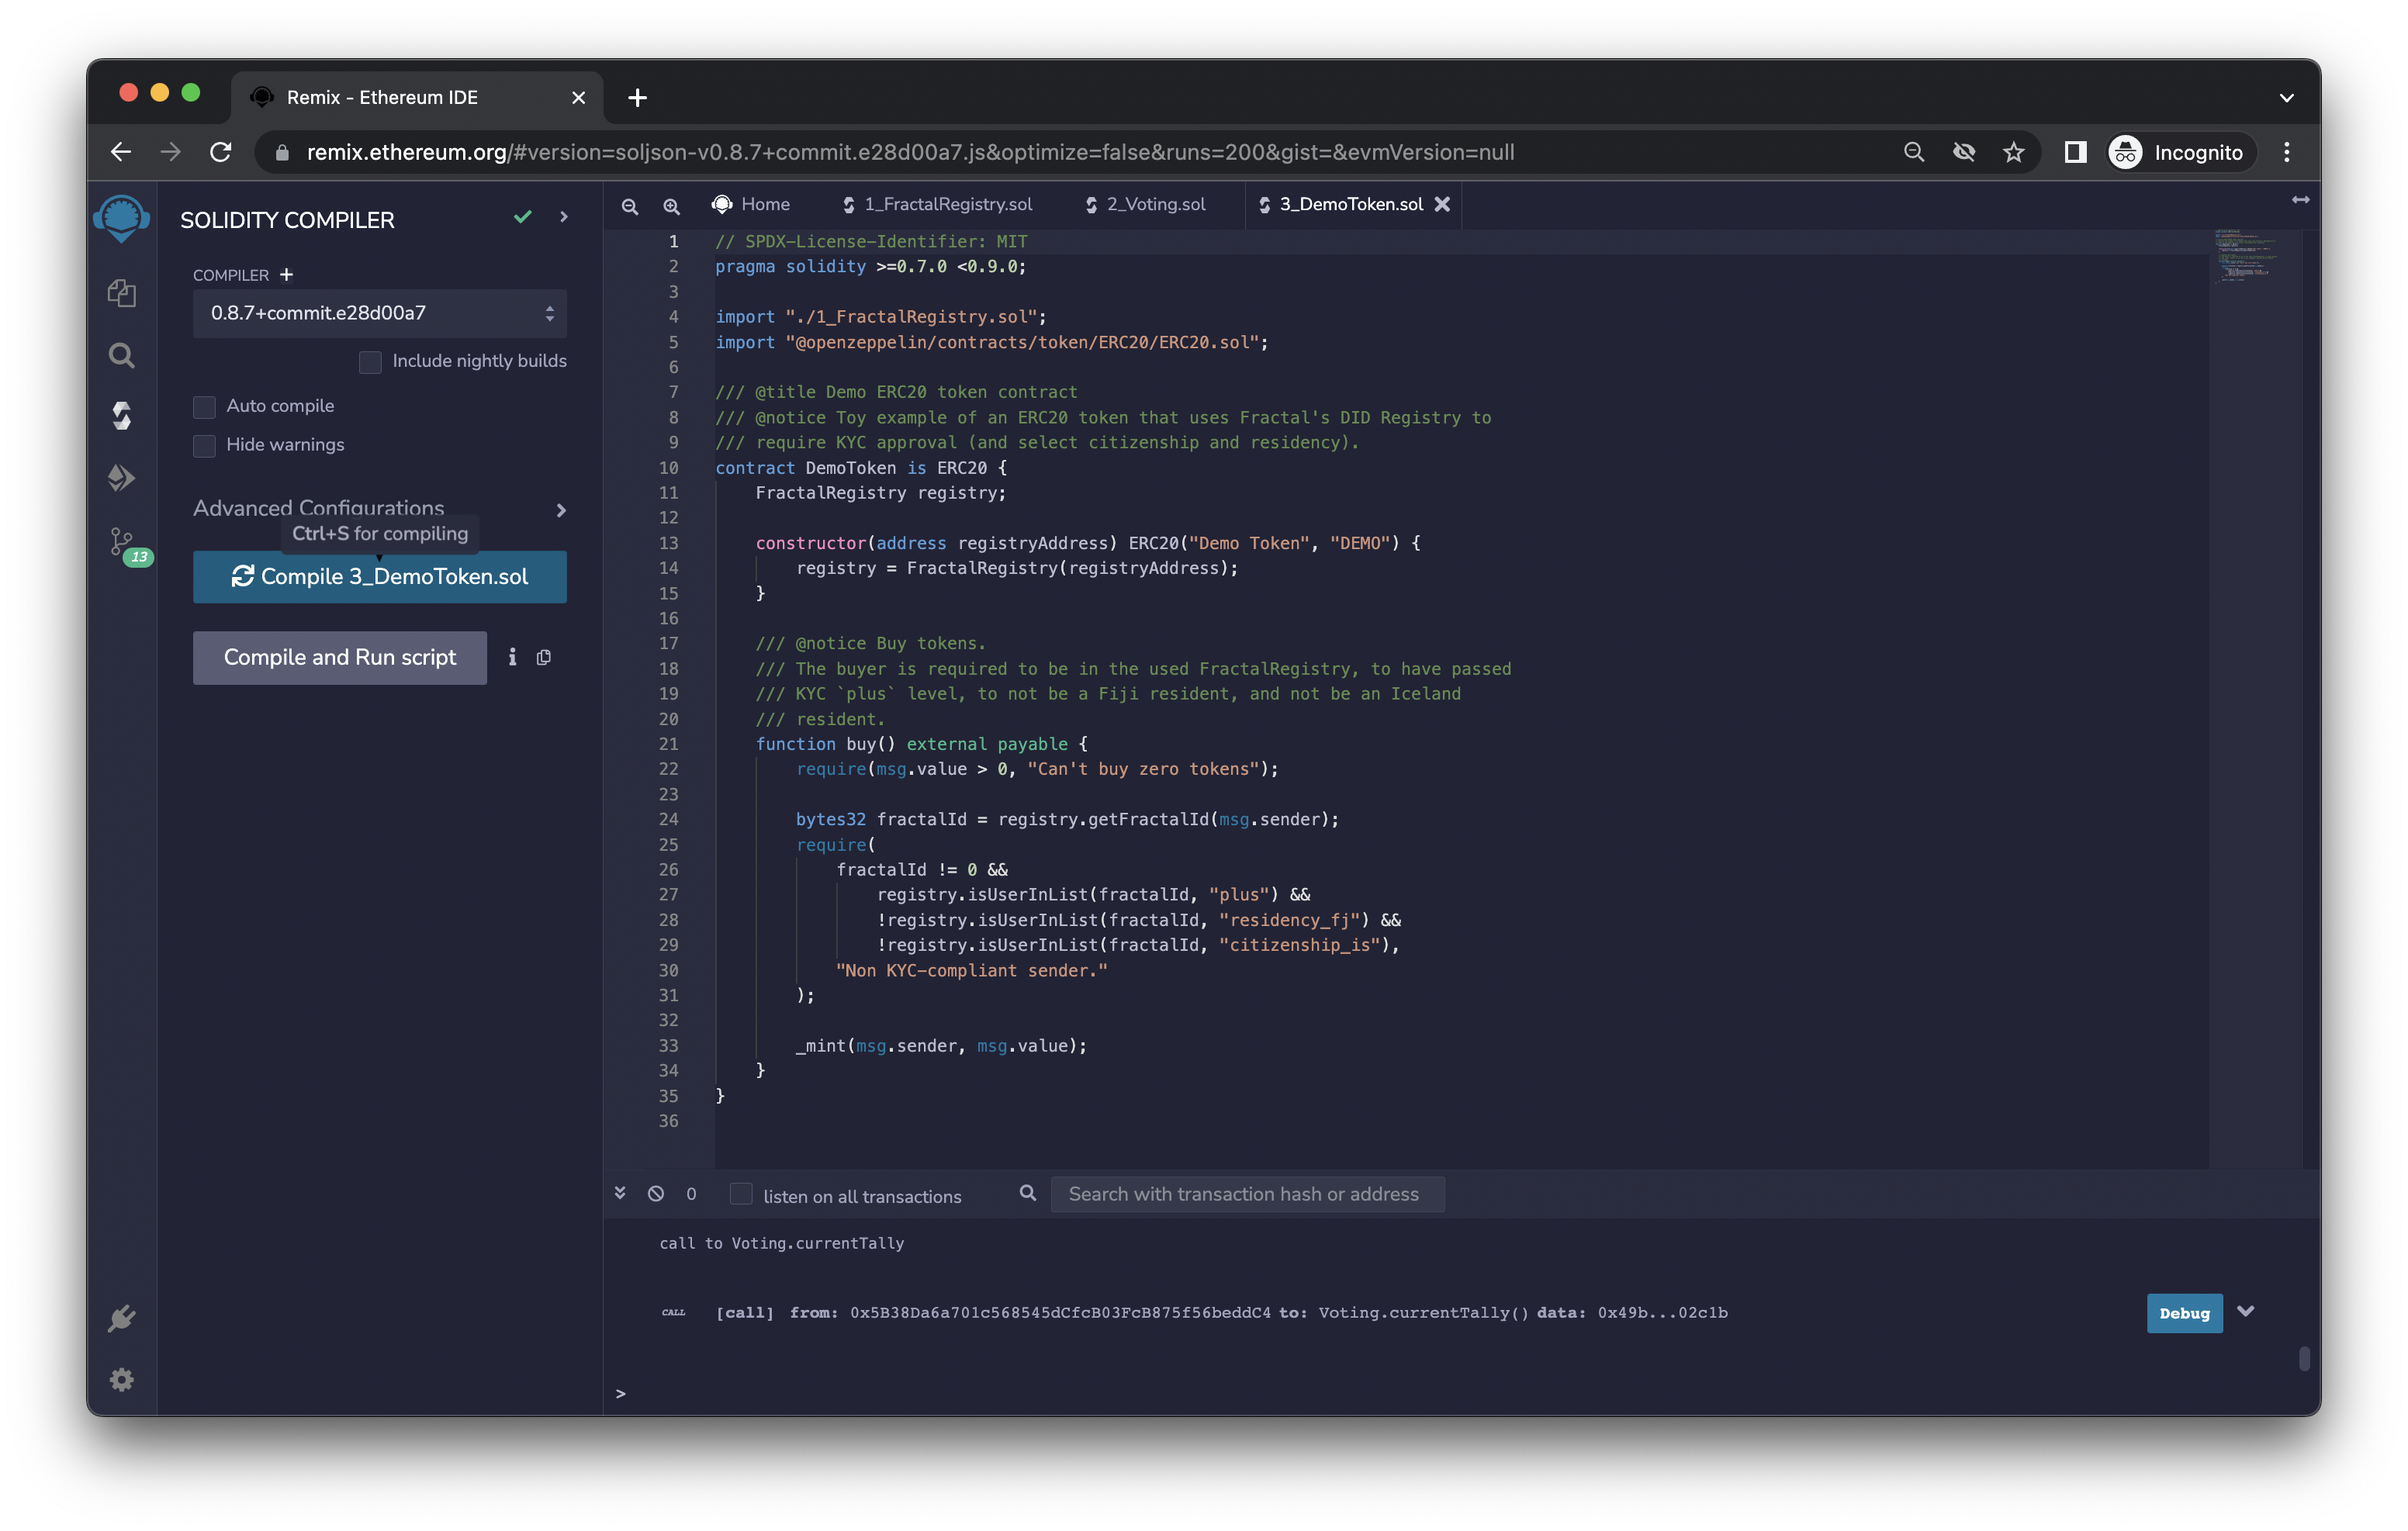 Remix - Ethereum IDE
remix.ethereum.org/#version=soljson-v0.8.7+commit.e28d00a7.js&optimize=false&runs=200&gist=&evmVersion=null
Incognito
SOLIDITY COMPILER
COMPILER +
0.8.7+commit.e28d00a7
Include nightly builds
Auto compile
Hide warnings
Advanced Configurations
Ctrl+S for compiling
13
Compile 3_DemoToken.sol
Compile and Run script
Home
1_FractalRegistry.sol
2_Voting.sol
3_DemoToken.sol
1 // SPDX-License-Identifier: MIT
2 pragma solidity >=0.7.0 <0.9.0;
3
4 import "./1_FractalRegistry.sol";
5 import "@openzeppelin/contracts/token/ERC20/ERC20.sol";
6
7 /// @title Demo ERC20 token contract
8 /// @notice Toy example of an ERC20 token that uses Fractal's DID Registry to
9 /// require KYC approval (and select citizenship and residency).
10 contract DemoToken is ERC20 {
11     FractalRegistry registry;
12
13     constructor(address registryAddress) ERC20("Demo Token", "DEMO") {
14         registry = FractalRegistry(registryAddress);
15     }
16
17     /// @notice Buy tokens.
18     /// The buyer is required to be in the used FractalRegistry, to have passed
19     /// KYC `plus` level, to not be a Fiji resident, and not be an Iceland
20     /// resident.
21     function buy() external payable {
22         require(msg.value > 0, "Can't buy zero tokens");
23
24         bytes32 fractalId = registry.getFractalId(msg.sender);
25         require(
26             fractalId != 0 &&
27                 registry.isUserInList(fractalId, "plus") &&
28                 !registry.isUserInList(fractalId, "residency_fj") &&
29                 !registry.isUserInList(fractalId, "citizenship_is"),
30             "Non KYC-compliant sender."
31         );
32
33         _mint(msg.sender, msg.value);
34     }
35 }
36
0
listen on all transactions
Search with transaction hash or address
call to Voting.currentTally
CALL [call] from: 0x5B38Da6a701c568545dCfcB03FcB875f56beddC4 to: Voting.currentTally() data: 0x49b...02c1b
Debug
>